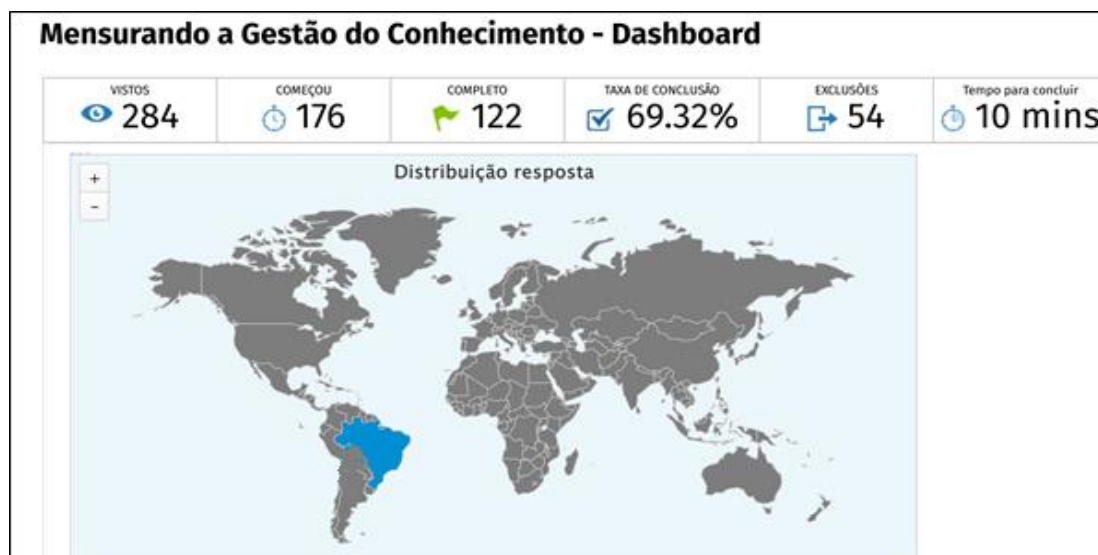 Mensurando a Gestão do Conhecimento - Dashboard
VISTOS COMEÇOU COMPLETO TAXA DE CONCLUSÃO EXCLUSÕES Tempo para concluir
284 176 122 69.32% 54 10 mins
Distribuição resposta
+
-